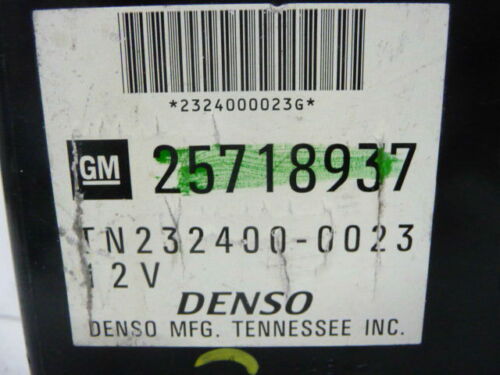 *2324000023G*
GM 25718937
TN232400-0023
12V
DENSO
DENSO MFG. TENNESSEE INC.